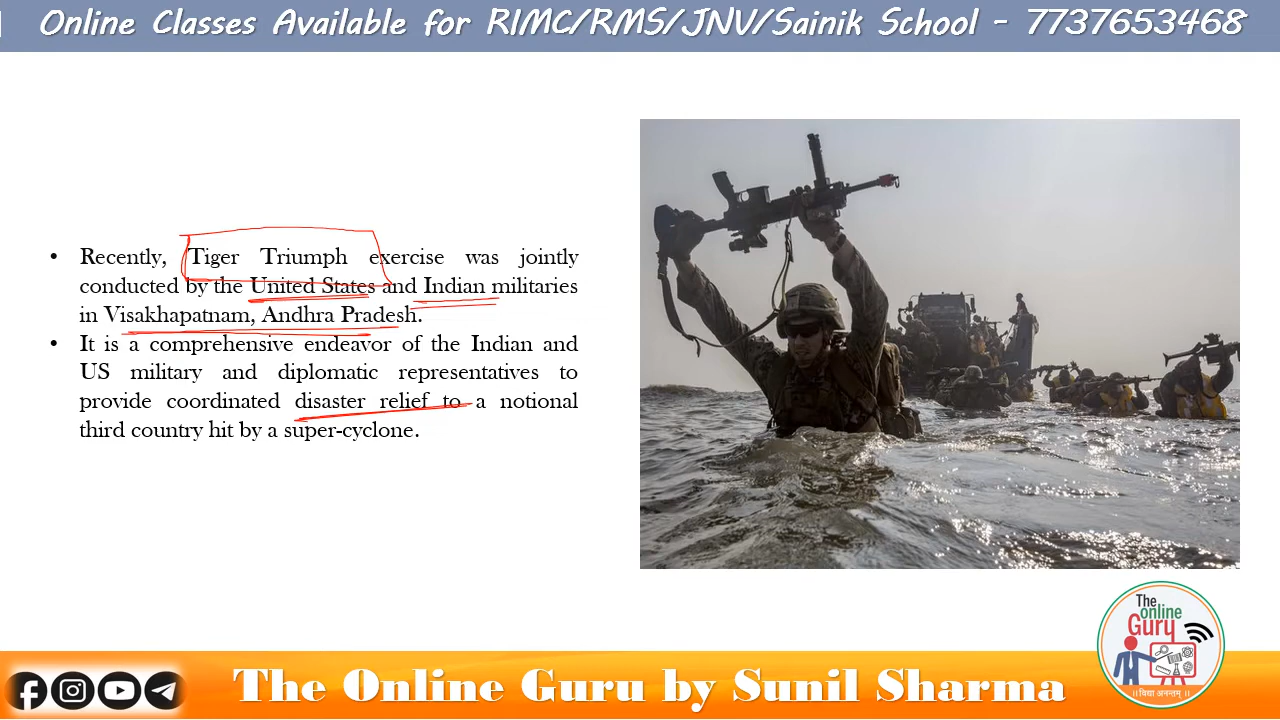 Online Classes Available for RIMC/RMS/JNV/Sainik School - 7737653468
• Recently, Tiger Triumph exercise was jointly
conducted by the United States and Indian militaries
in Visakhapatnam, Andhra Pradesh.
• It is a comprehensive endeavor of the Indian and
US military and diplomatic representatives to
provide coordinated disaster relief to a notional
third country hit by a super-cyclone.
The
online
Gury
।। विद्या अनन्तम् ।।
The Online Guru by Sunil Sharma